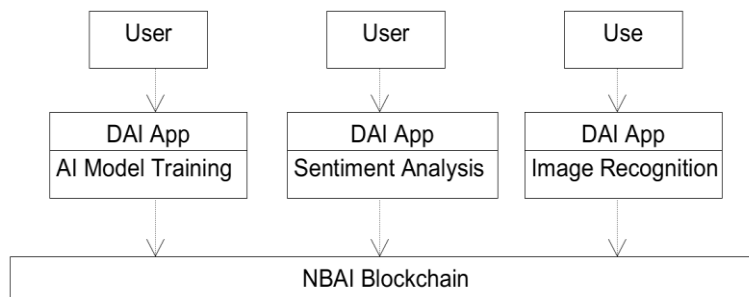 User
User
Use
DAI App
DAI App
DAI App
AI Model Training
Sentiment Analysis
Image Recognition
NBAI Blockchain